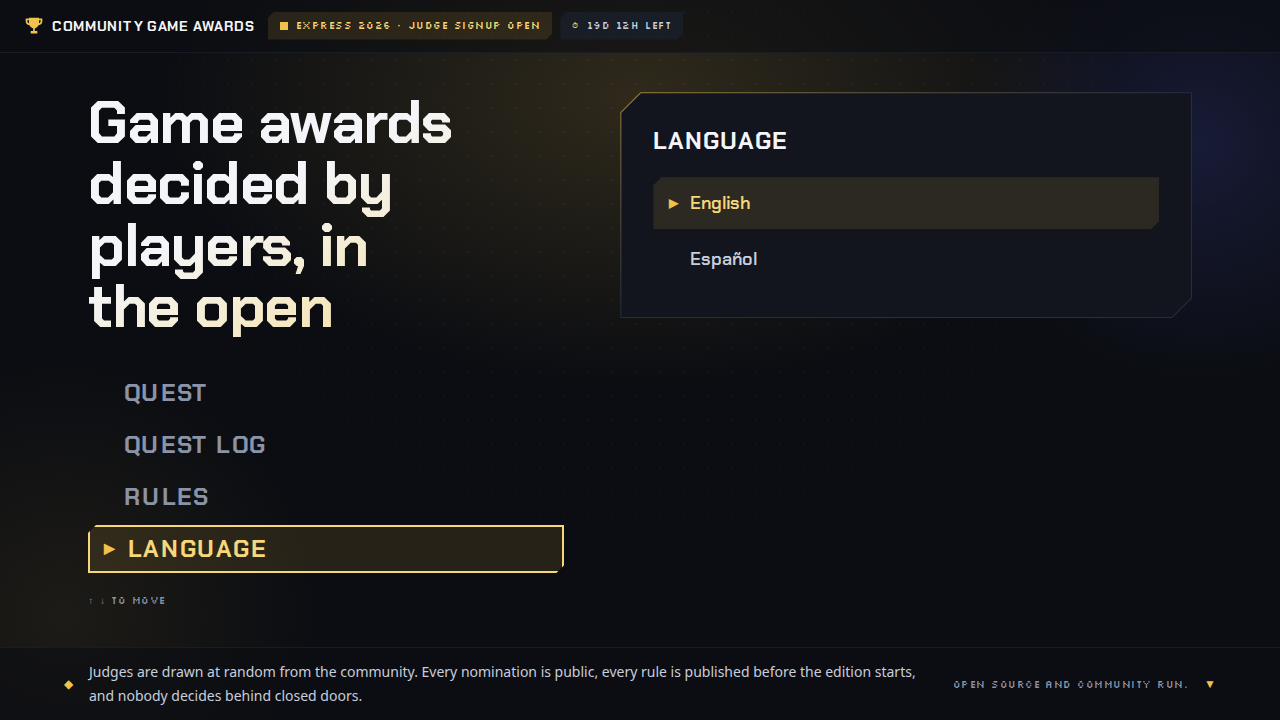 COMMUNITY GAME AWARDS
EXPRESS 2026 · JUDGE SIGNUP OPEN
19D 12H LEFT
Game awards
decided by
players, in
the open
QUEST
QUEST LOG
RULES
► LANGUAGE
↑ ↓ TO MOVE
LANGUAGE
► English
Español
Judges are drawn at random from the community. Every nomination is public, every rule is published before the edition starts,
and nobody decides behind closed doors.
OPEN SOURCE AND COMMUNITY RUN.